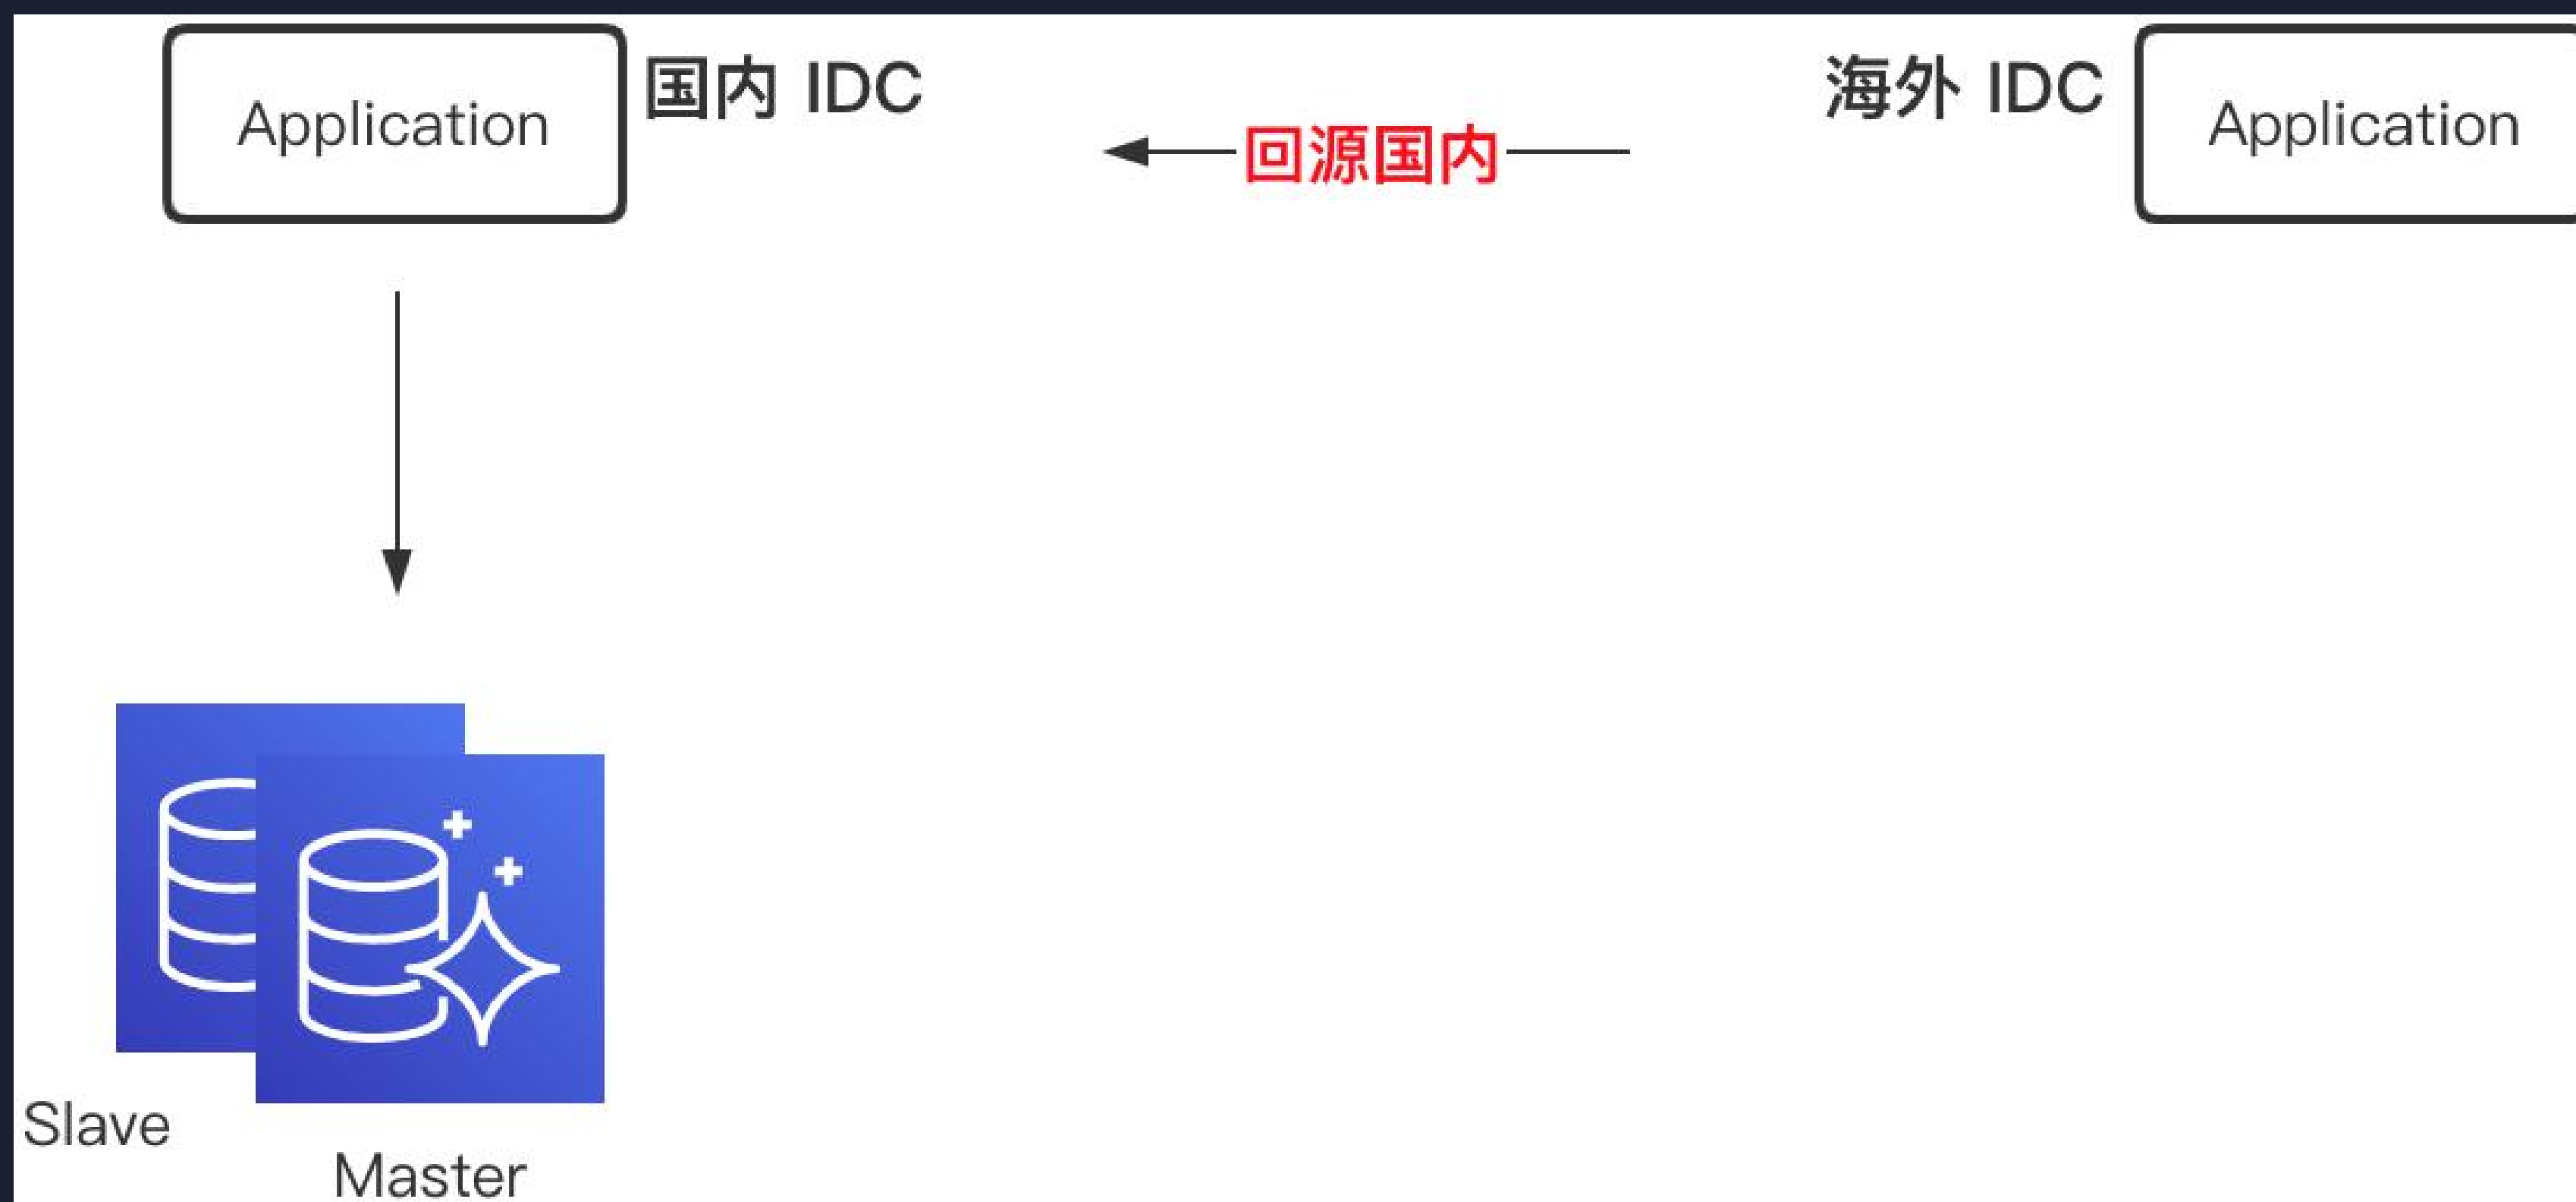 Application
国内 IDC
回源国内
海外 IDC
Application
Slave
Master